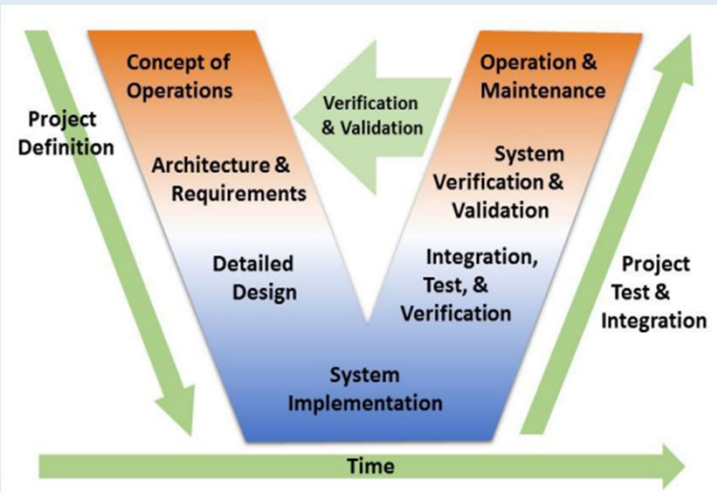 Project
Definition
Concept of
Operations
Architecture &
Requirements
Detailed
Design
System
Implementation
Verification
& Validation
Operation &
Maintenance
System
Verification &
Validation
Integration,
Test, &
Verification
Project
Test &
Integration
Time